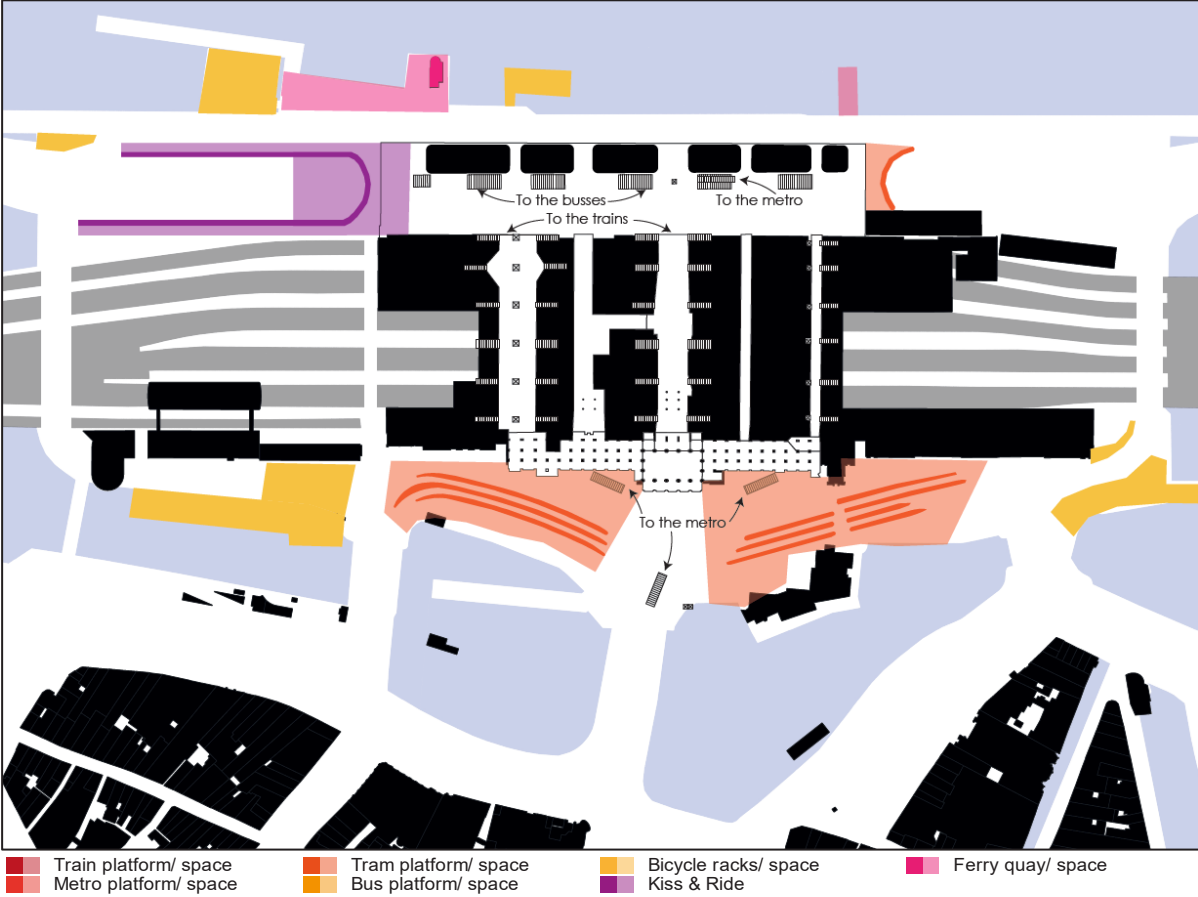 To the busses
To the metro
To the trains
To the metro
Train platform/ space
Tram platform/ space
Bicycle racks/ space
Ferry quay/ space
Metro platform/ space
Bus platform/ space
Kiss & Ride